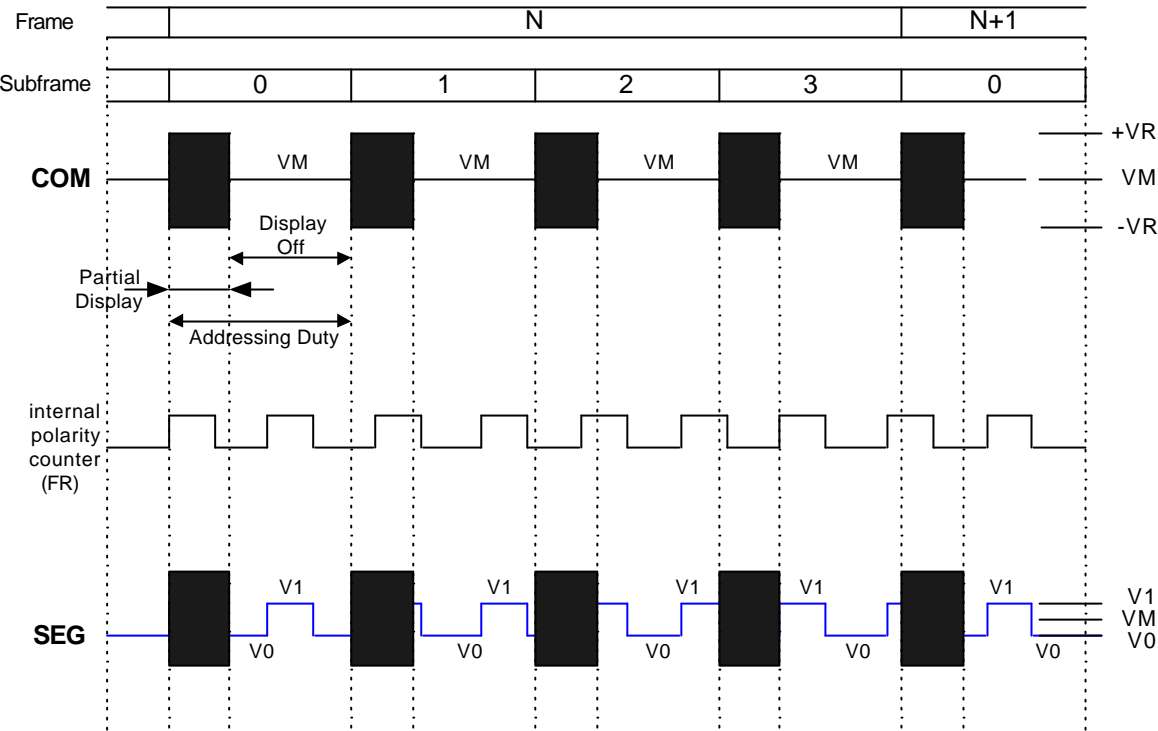 Frame N N+1
Subframe 0 1 2 3 0
+VR
COM VM VM VM VM VM
-VR
Display
Off
Partial
Display
Addressing Duty
internal
polarity
counter
(FR)
V1 V1 V1 V1 V1 V1
VM
SEG V0
V0 V0 V0 V0 V0